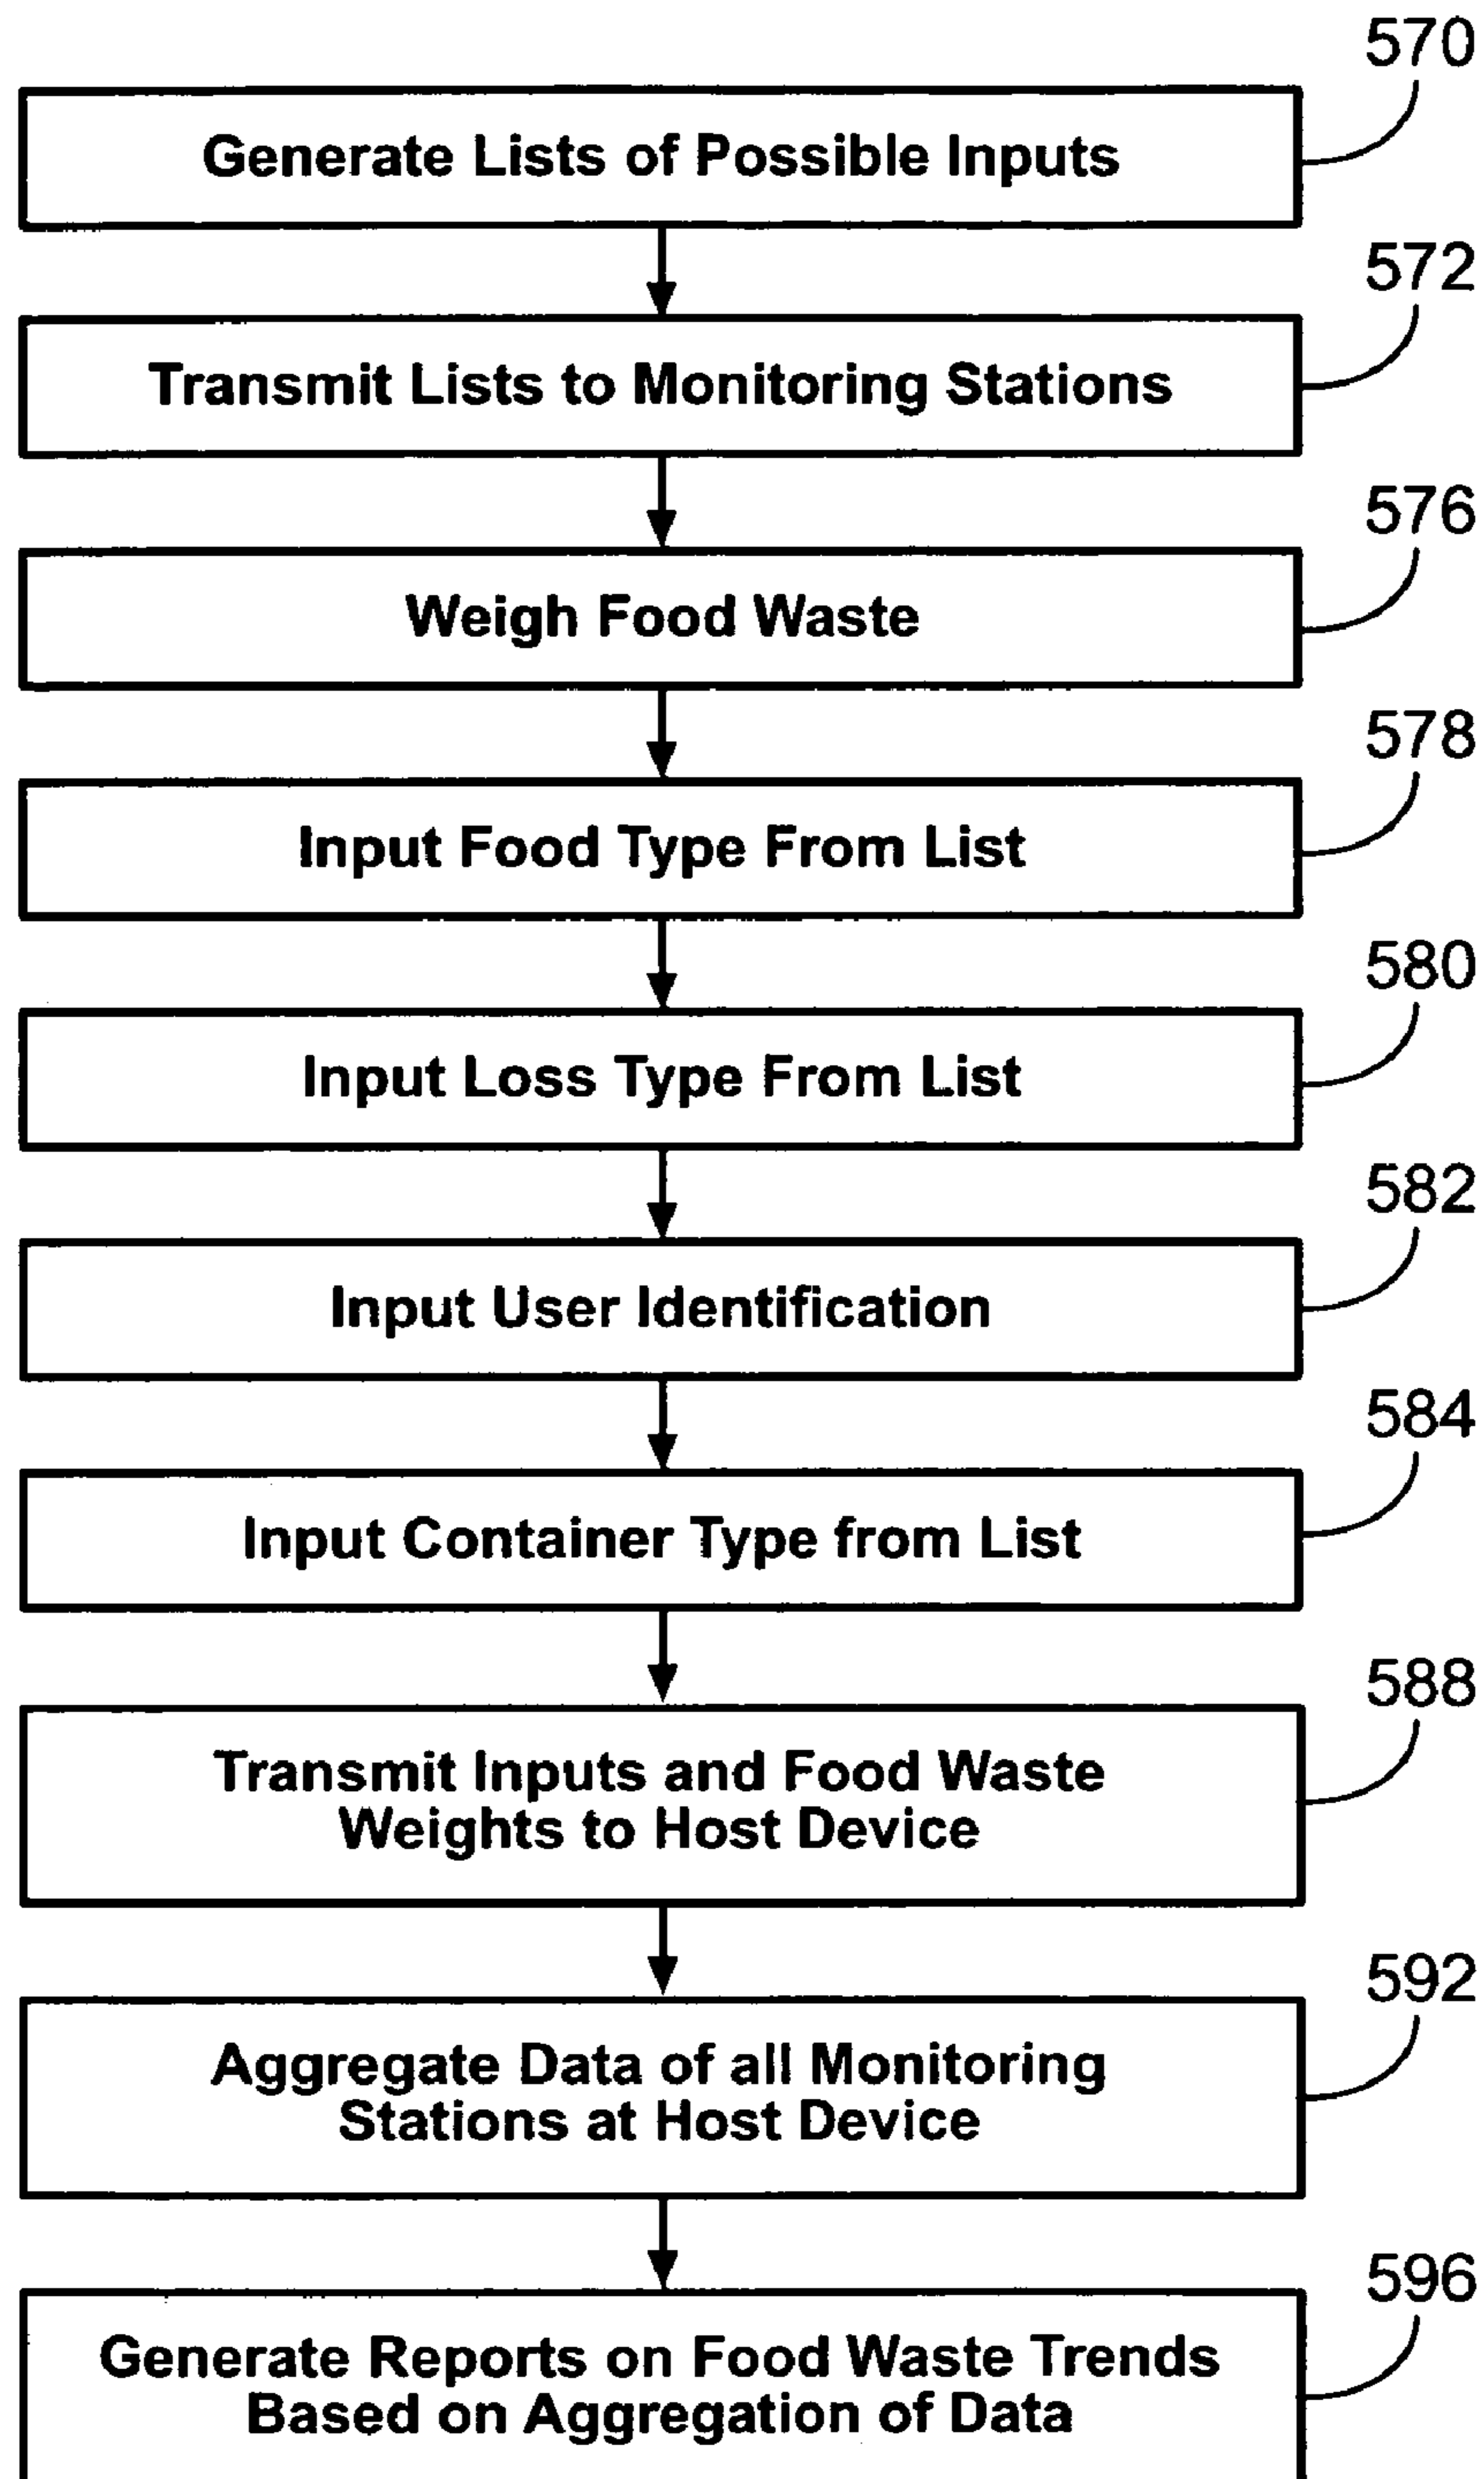 570
Generate Lists of Possible Inputs
572
Transmit Lists to Monitoring Stations
576
Weigh Food Waste
578
Input Food Type From List
580
Input Loss Type From List
582
Input User Identification
584
Input Container Type from List
588
Transmit Inputs and Food Waste
Weights to Host Device
592
Aggregate Data of all Monitoring
Stations at Host Device
596
Generate Reports on Food Waste Trends
Based on Aggregation of Data